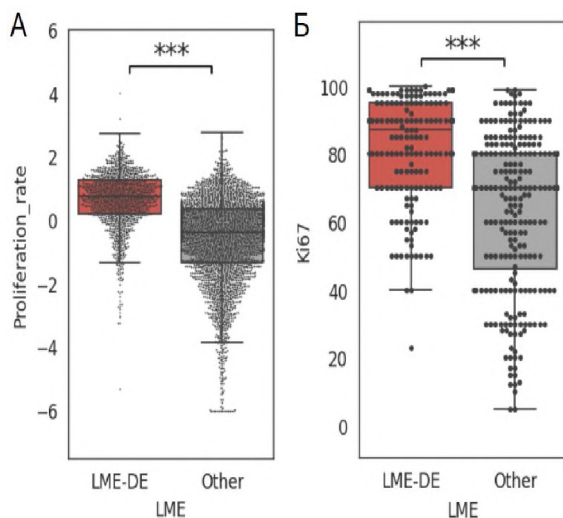 А
***
Proliferation_rate
6
4
2
0
−2
−4
−6
LME-DE Other
LME
Б
***
Ki67
100
80
60
40
20
0
LME-DE Other
LME